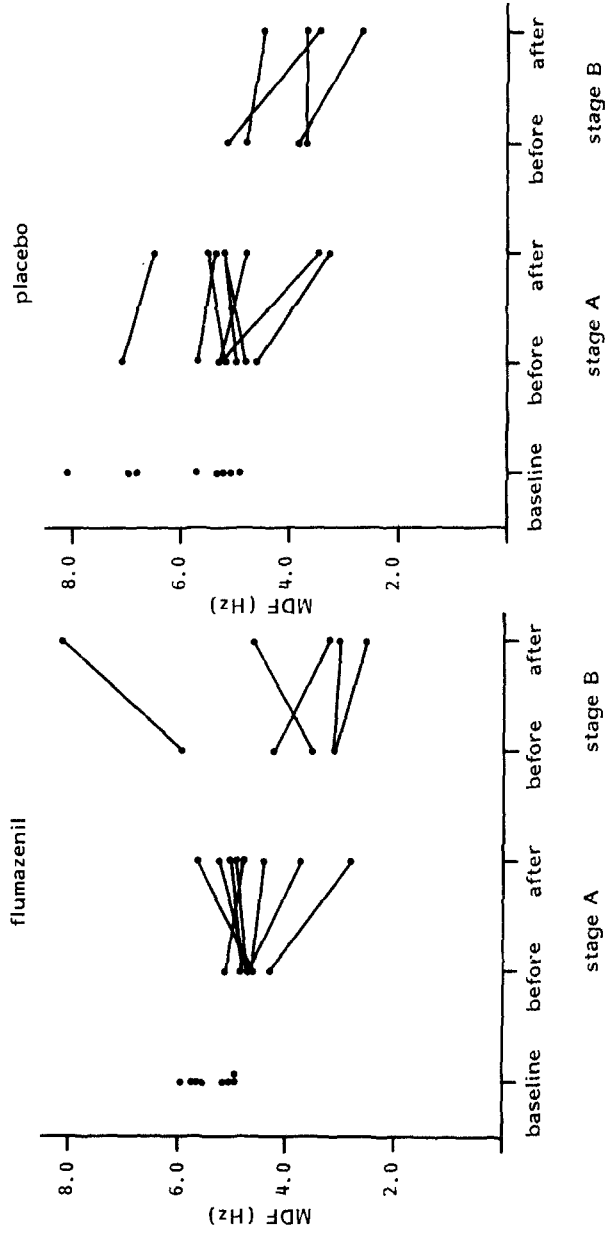 flumazenil
MDF (Hz)
8.0
6.0
4.0
2.0
baseline before after before after
stage A stage B
placebo
MDF (Hz)
8.0
6.0
4.0
2.0
baseline before after before after
stage A stage B